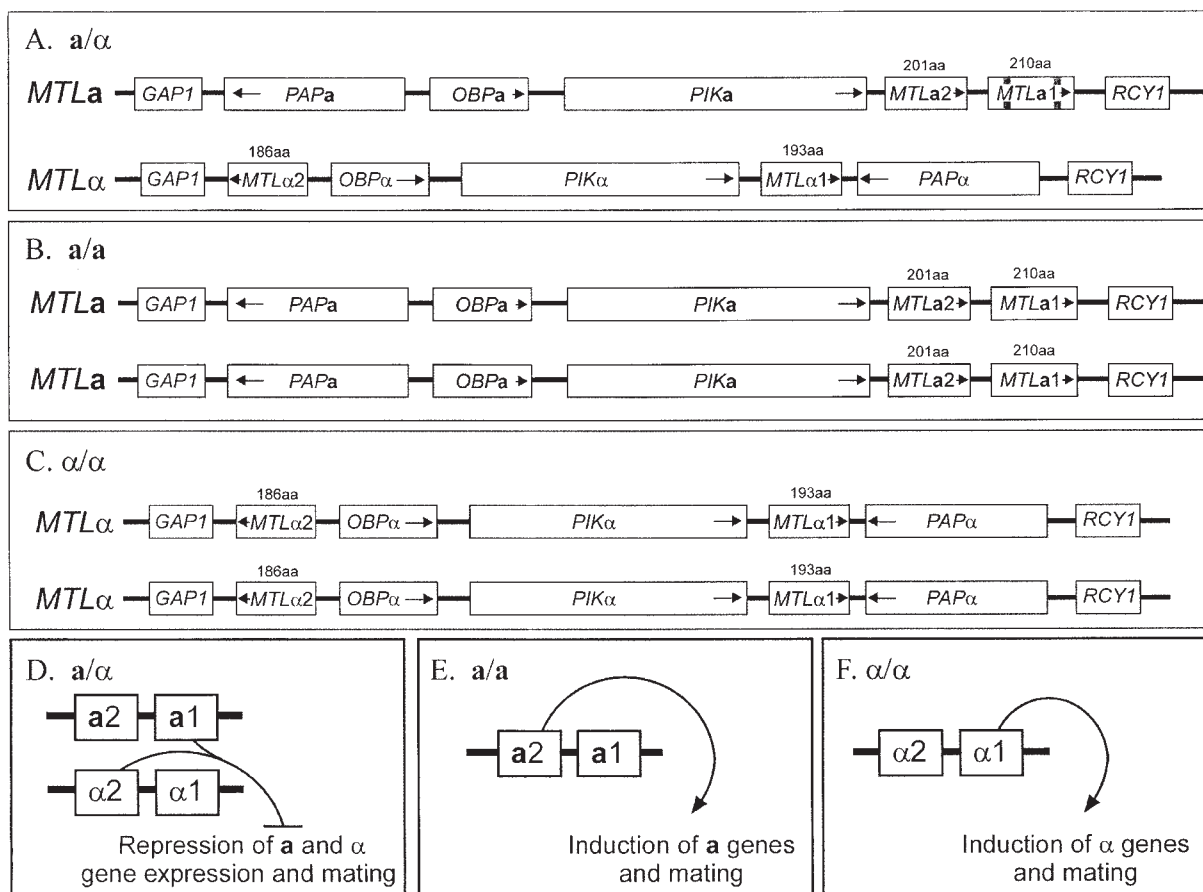 A. a/α
201aa 210aa
MTLa GAP1 PAPa OBPa PIKa MTLa2 MTLa1 RCY1
186aa 193aa
MTLα GAP1 MTLα2 OBPα PIKα MTLα1 PAPα RCY1
B. a/a
201aa 210aa
MTLa GAP1 PAPa OBPa PIKa MTLa2 MTLa1 RCY1
201aa 210aa
MTLa GAP1 PAPa OBPa PIKa MTLa2 MTLa1 RCY1
C. α/α
186aa 193aa
MTLα GAP1 MTLα2 OBPα PIKα MTLα1 PAPα RCY1
186aa 193aa
MTLα GAP1 MTLα2 OBPα PIKα MTLα1 PAPα RCY1
D. a/α
a2 a1
α2 α1
Repression of a and α
gene expression and mating
E. a/a
a2 a1
Induction of a genes
and mating
F. α/α
α2 α1
Induction of α genes
and mating